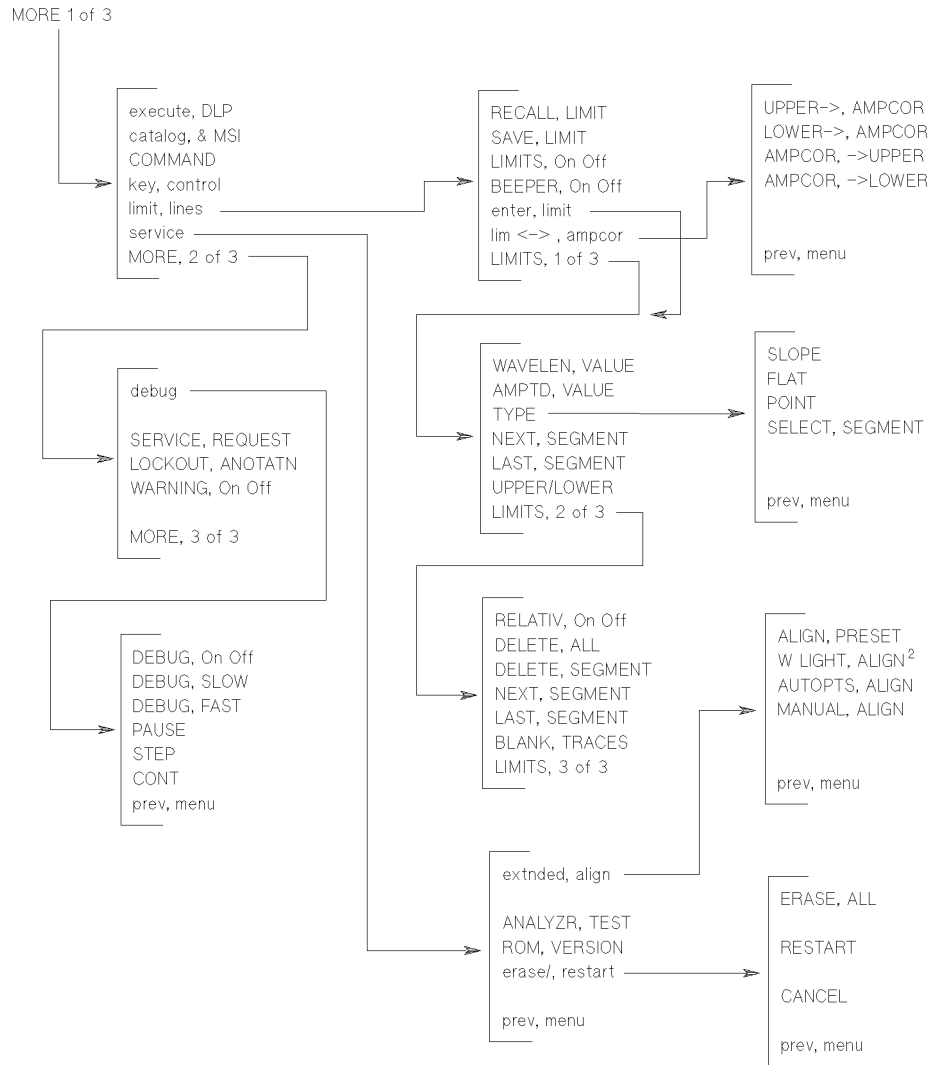 MORE 1 of 3
execute, DLP
catalog, & MSI
COMMAND
key, control
limit, lines
service
MORE, 2 of 3
RECALL, LIMIT
SAVE, LIMIT
LIMITS, On Off
BEEPER, On Off
enter, limit
lim <-> , ampcor
LIMITS, 1 of 3
UPPER->, AMPCOR
LOWER->, AMPCOR
AMPCOR, ->UPPER
AMPCOR, ->LOWER
prev, menu
debug
SERVICE, REQUEST
LOCKOUT, ANOTATN
WARNING, On Off
MORE, 3 of 3
WAVELEN, VALUE
AMPTD, VALUE
TYPE
NEXT, SEGMENT
LAST, SEGMENT
UPPER/LOWER
LIMITS, 2 of 3
SLOPE
FLAT
POINT
SELECT, SEGMENT
prev, menu
DEBUG, On Off
DEBUG, SLOW
DEBUG, FAST
PAUSE
STEP
CONT
prev, menu
RELATIV, On Off
DELETE, ALL
DELETE, SEGMENT
NEXT, SEGMENT
LAST, SEGMENT
BLANK, TRACES
LIMITS, 3 of 3
ALIGN, PRESET
W LIGHT, ALIGN²
AUTOPTS, ALIGN
MANUAL, ALIGN
prev, menu
extnded, align
ANALYZR, TEST
ROM, VERSION
erase/, restart
prev, menu
ERASE, ALL
RESTART
CANCEL
prev, menu